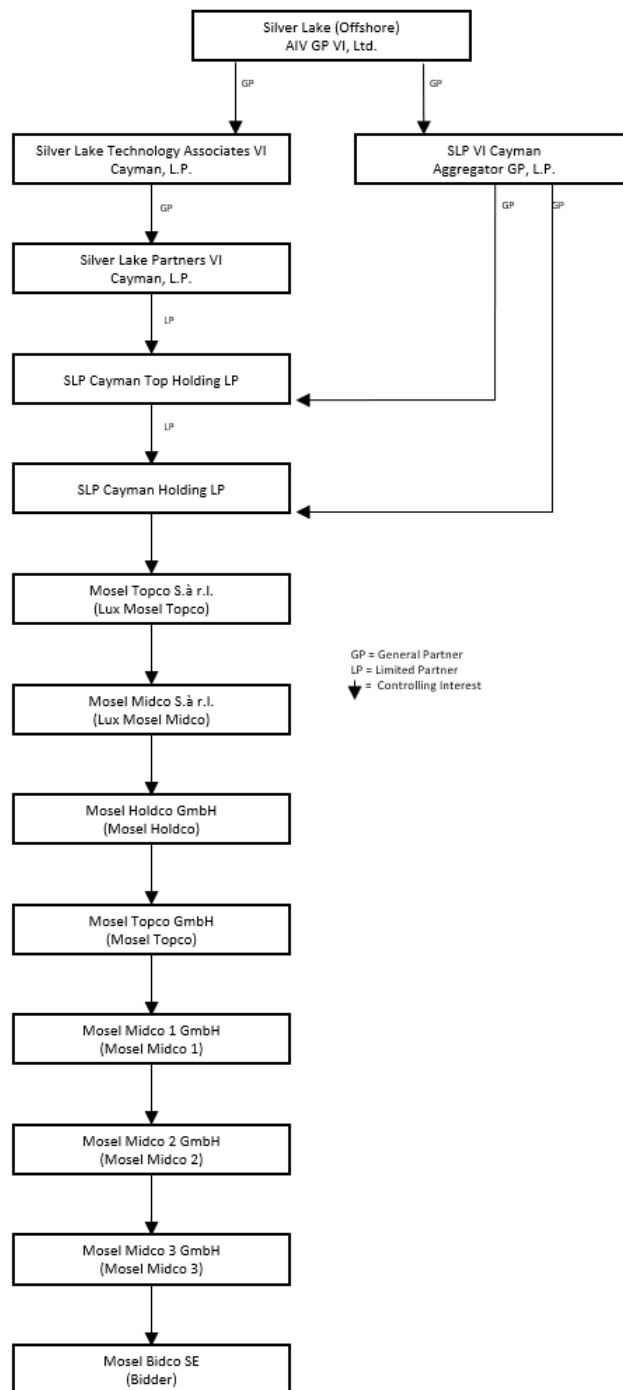 Silver Lake (Offshore)
AIV GP VI, Ltd.
GP
GP
Silver Lake Technology Associates VI
Cayman, L.P.
SLP VI Cayman
Aggregator GP, L.P.
GP
GP
GP
Silver Lake Partners VI
Cayman, L.P.
LP
SLP Cayman Top Holding LP
LP
SLP Cayman Holding LP
Mosel Topco S.à r.l.
(Lux Mosel Topco)
GP = General Partner
LP = Limited Partner
= Controlling Interest
Mosel Midco S.à r.l.
(Lux Mosel Midco)
Mosel Holdco GmbH
(Mosel Holdco)
Mosel Topco GmbH
(Mosel Topco)
Mosel Midco 1 GmbH
(Mosel Midco 1)
Mosel Midco 2 GmbH
(Mosel Midco 2)
Mosel Midco 3 GmbH
(Mosel Midco 3)
Mosel Bidco SE
(Bidder)